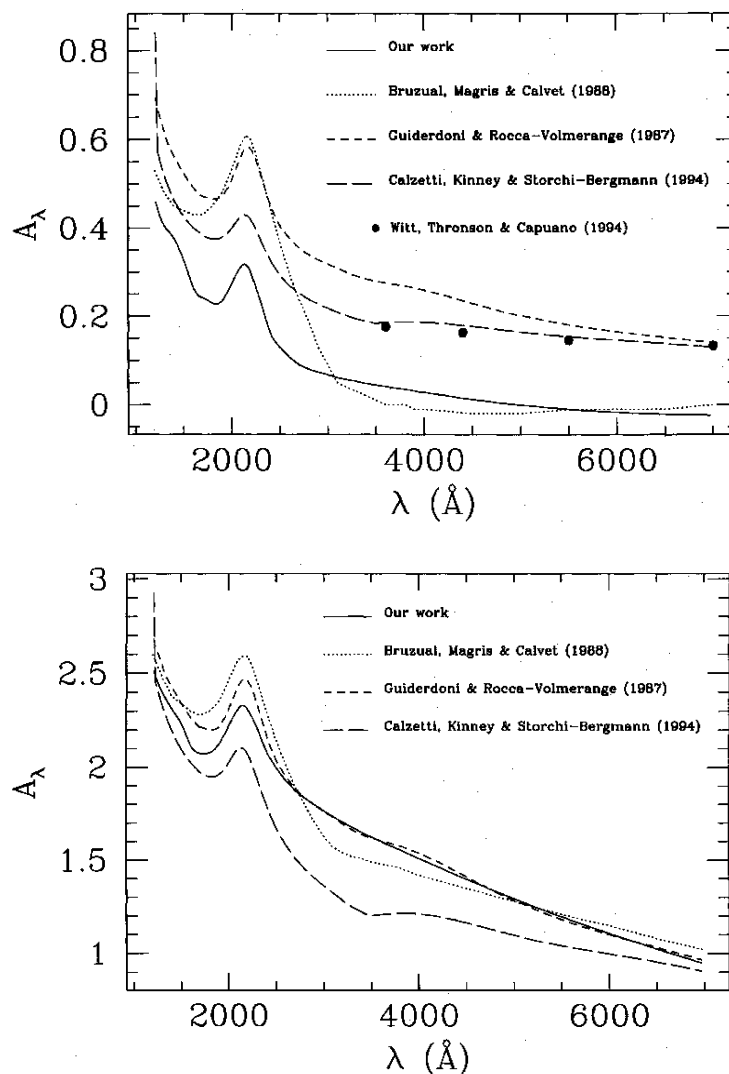 0.8
0.6
0.4
0.2
0
Aλ
Our work
Bruzual, Magris & Calvet (1988)
Guiderdoni & Rocca-Volmerange (1987)
Calzetti, Kinney & Storchi-Bergmann (1994)
Witt, Thronson & Capuano (1994)
2000 4000 6000
λ (Å)
3
2.5
2
1.5
1
Aλ
Our work
Bruzual, Magris & Calvet (1988)
Guiderdoni & Rocca-Volmerange (1987)
Calzetti, Kinney & Storchi-Bergmann (1994)
2000 4000 6000
λ (Å)